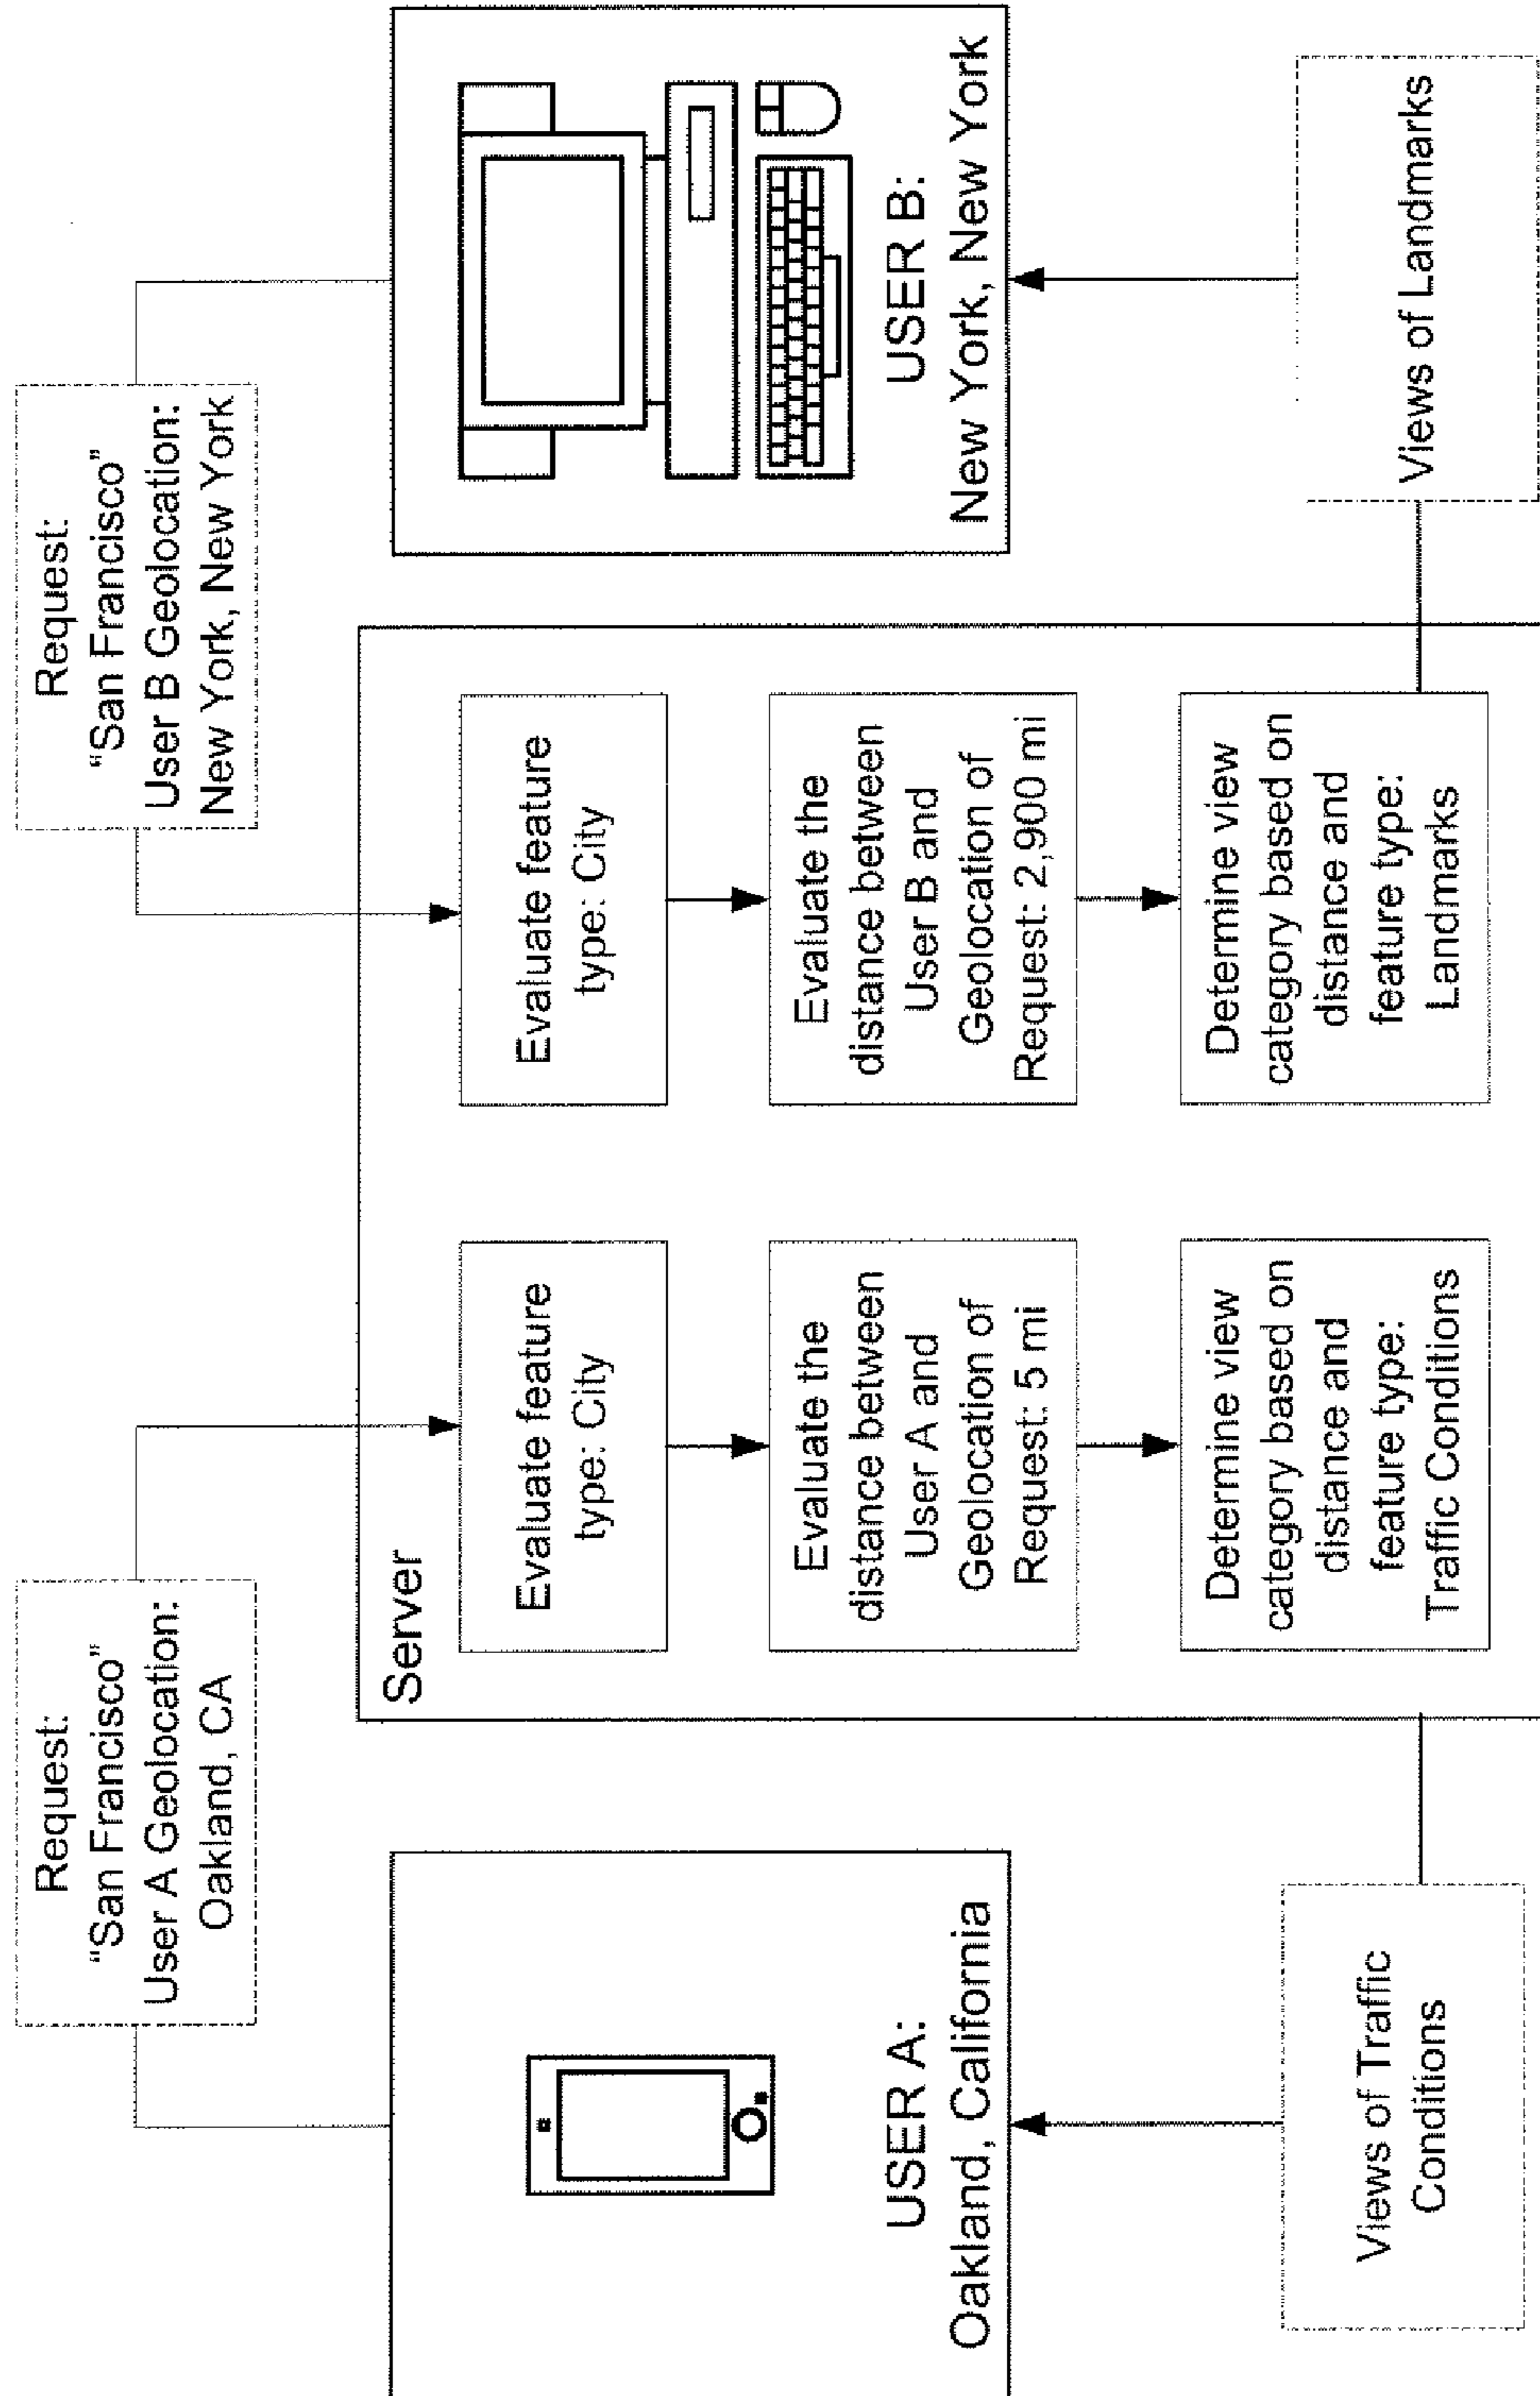 Request:
“San Francisco”
User A Geolocation:
Oakland, CA
Request:
“San Francisco”
User B Geolocation:
New York, New York
USER A:
Oakland, California
Views of Traffic
Conditions
Server
Evaluate feature
type: City
Evaluate the
distance between
User A and
Geolocation of
Request: 5 mi
Determine view
category based on
distance and
feature type:
Traffic Conditions
Evaluate feature
type: City
Evaluate the
distance between
User B and
Geolocation of
Request: 2,900 mi
Determine view
category based on
distance and
feature type:
Landmarks
USER B:
New York, New York
Views of Landmarks